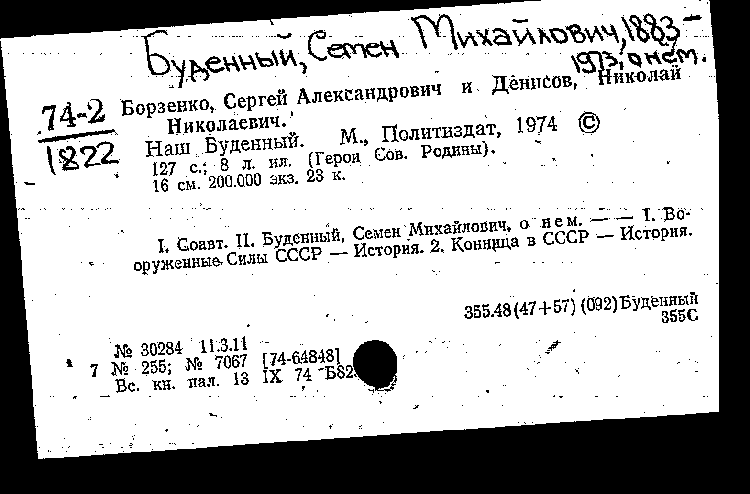 Буденный, Семен Михайлович, 1883–
1973, о нем.
74-2
1822
Борзенко, Сергей Александрович и Денисов, Николай
Николаевич.
Наш Буденный. М., Политиздат, 1974 ©
127 с.; 8 л. ил. (Герои Сов. Родины).
16 см. 200.000 экз. 23 к.
I. Соавт. II. Буденный, Семен Михайлович, о нем. — — 1. Во-
оруженные Силы СССР — История. 2. Конница в СССР — История.
355.48(47+57) (092)Буденный
355С
№ 30284 11.3.11
7 № 255; № 7067 [74-64848]
Вс. кн. пал. 13 IX 74 Б82